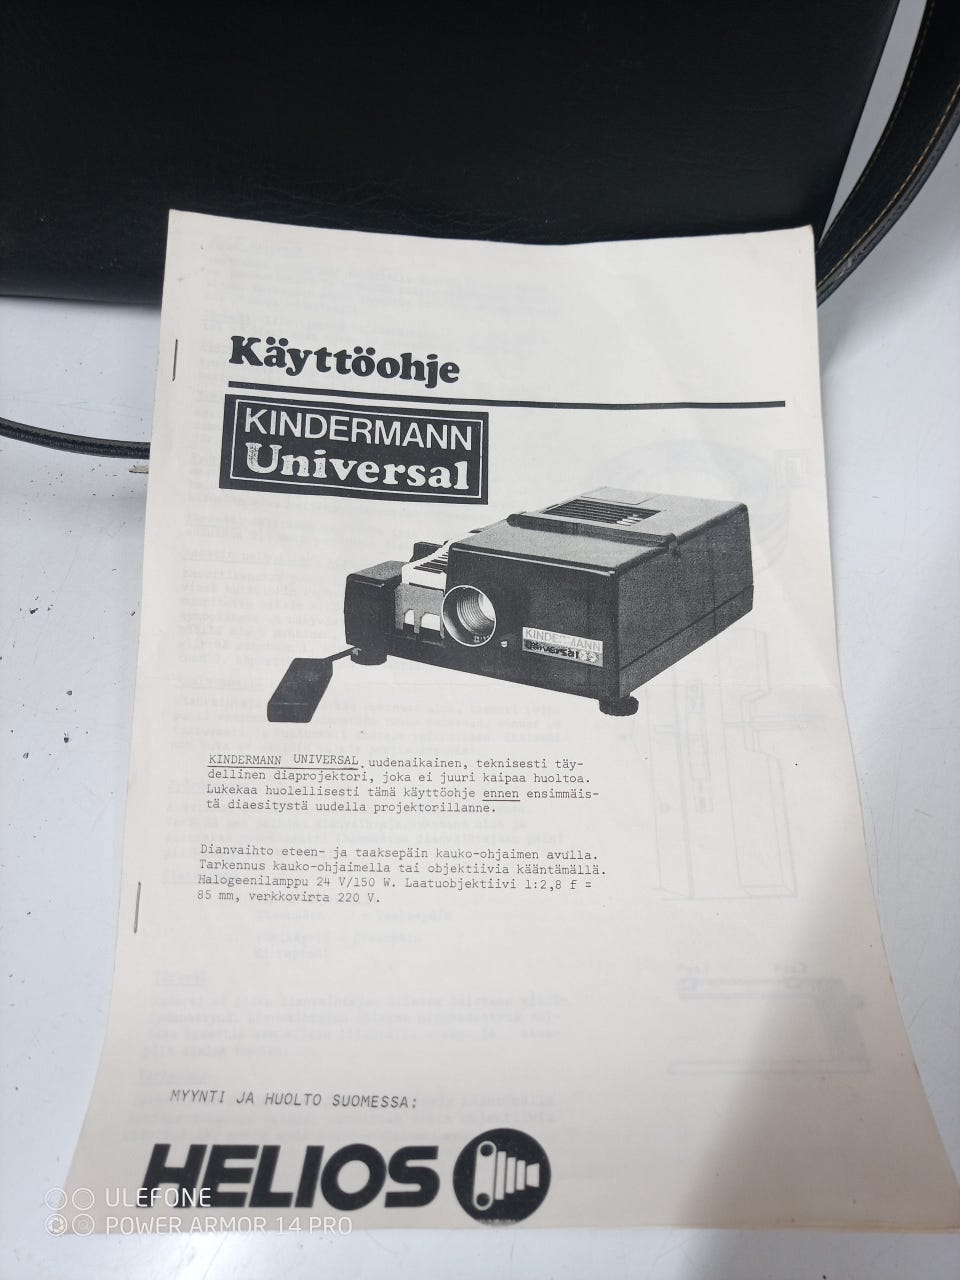 Käyttöohje
KINDERMANN
Universal
KINDERMANN
Universal
KINDERMANN UNIVERSAL uudenaikainen, teknisesti täy-
dellinen diaprojektori, joka ei juuri kaipaa huoltoa.
Lukekaa huolellisesti tämä käyttöohje ennen ensimmäis-
tä diaesitystä uudella projektorillanne.
Dianvaihto eteen- ja taaksepäin kauko-ohjaimen avulla.
Tarkennus kauko-ohjaimella tai objektiivia kääntämällä.
Halogeenilamppu 24 V/150 W. Laatuobjektiivi 1:2,8 f =
85 mm, verkkovirta 220 V.
MYYNTI JA HUOLTO SUOMESSA:
HELIOS
ULEFONE
POWER ARMOR 14 PRO